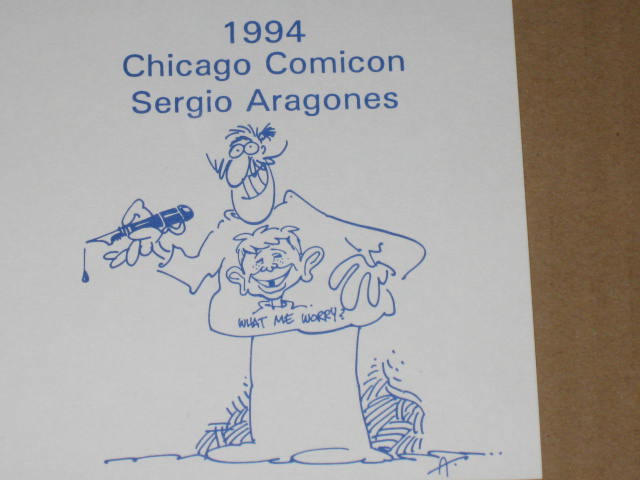 1994
Chicago Comicon
Sergio Aragones
WHAT ME WORRY?
A.